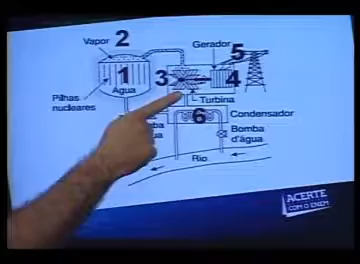 Vapor 2
Gerador
5
1
3
4
Água
Pilhas
nucleares
Turbina
6
Condensador
Bomba
d'água
Rio
ACERTE
COM O ENEM